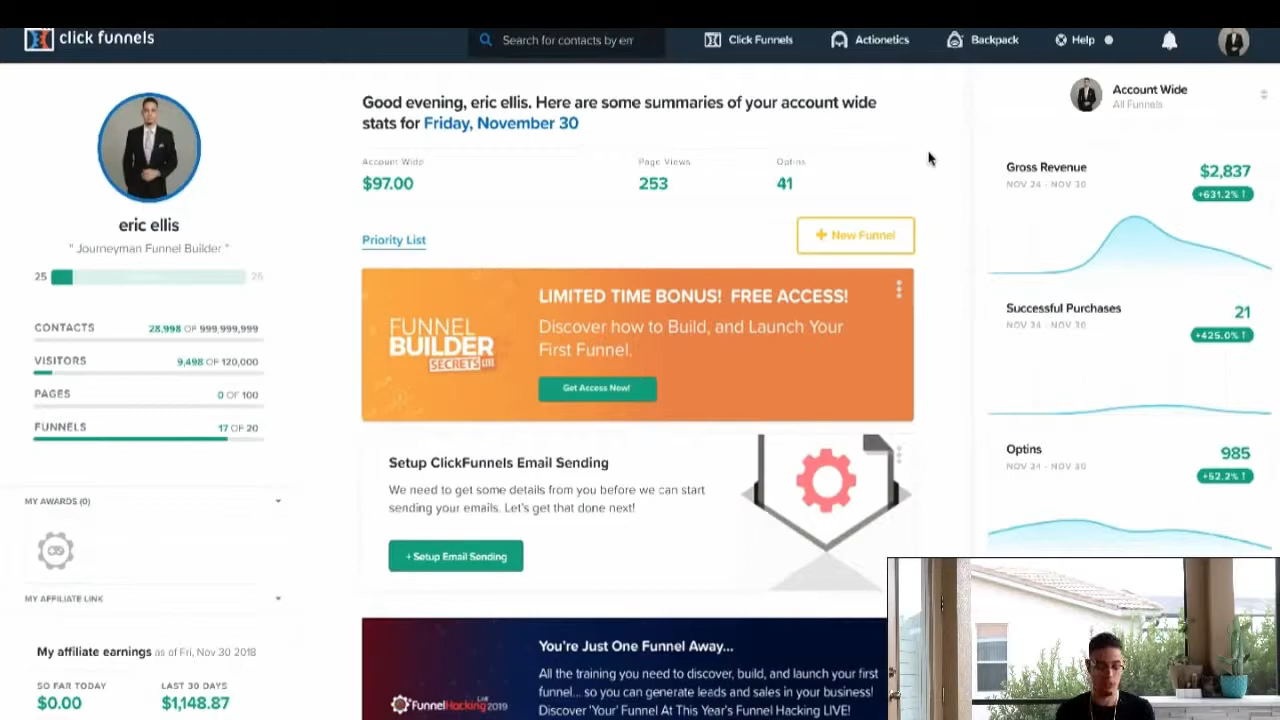 click funnels
Search for contacts by em
Click Funnels
Actionetics
Backpack
Help
eric ellis
" Journeyman Funnel Builder "
25
26
CONTACTS 28,998 OF 999,999,999
VISITORS 9,498 OF 120,000
PAGES 0 OF 100
FUNNELS 17 OF 20
MY AWARDS (0)
MY AFFILIATE LINK
My affiliate earnings as of Fri, Nov 30 2018
SO FAR TODAY LAST 30 DAYS
$0.00 $1,148.87
Good evening, eric ellis. Here are some summaries of your account wide
stats for Friday, November 30
Account Wide Page Views Optins
$97.00 253 41
Priority List
+ New Funnel
FUNNEL
BUILDER
SECRETS
LIMITED TIME BONUS! FREE ACCESS!
Discover how to Build, and Launch Your
First Funnel.
Get Access Now!
Setup ClickFunnels Email Sending
We need to get some details from you before we can start
sending your emails. Let's get that done next!
+ Setup Email Sending
FunnelHacking LIVE 2019
You're Just One Funnel Away...
All the training you need to discover, build, and launch your first
funnel... so you can generate leads and sales in your business!
Discover 'Your' Funnel At This Year's Funnel Hacking LIVE!
Account Wide
All Funnels
Gross Revenue $2,837
NOV 24 - NOV 30 +631.2% ↑
Successful Purchases 21
NOV 24 - NOV 30 +425.0% ↑
Optins 985
NOV 24 - NOV 30 +52.2% ↑